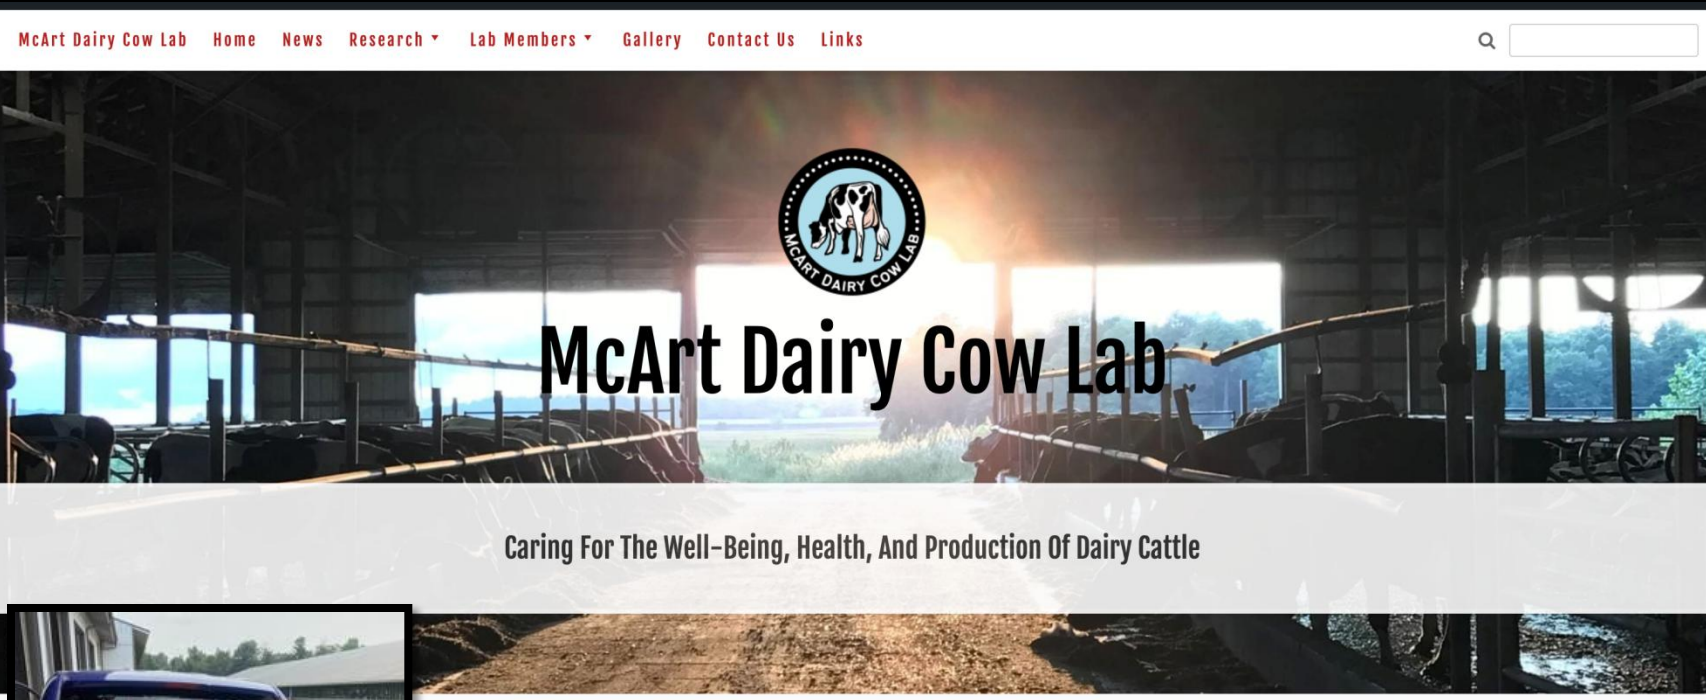 McArt Dairy Cow Lab Home News Research Lab Members Gallery Contact Us Links
MCART DAIRY COW LAB
McArt Dairy Cow Lab
Caring For The Well-Being, Health, And Production Of Dairy Cattle